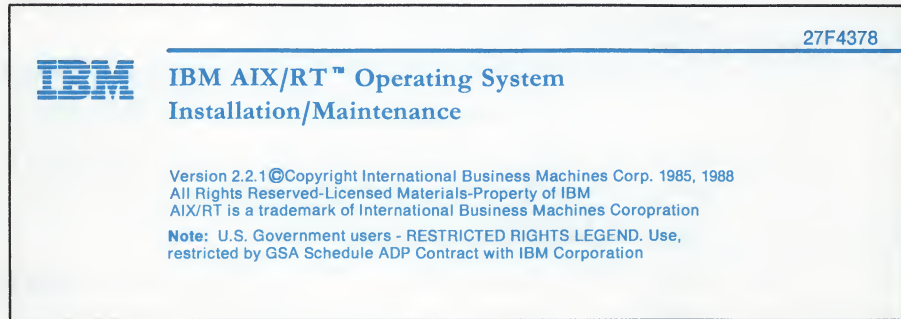 27F4378
IBM
IBM AIX/RT™ Operating System
Installation/Maintenance
Version 2.2.1 ©Copyright International Business Machines Corp. 1985, 1988
All Rights Reserved-Licensed Materials-Property of IBM
AIX/RT is a trademark of International Business Machines Coropration
Note: U.S. Government users - RESTRICTED RIGHTS LEGEND. Use,
restricted by GSA Schedule ADP Contract with IBM Corporation